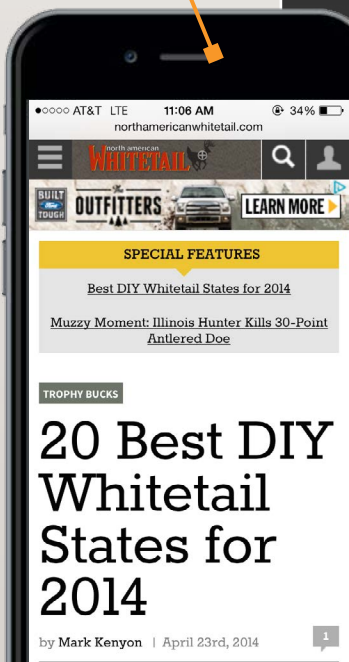 AT&T LTE 11:06 AM 34%
northamericanwhitetail.com
north american
WHITETAIL
BUILT
Ford
TOUGH
OUTFITTERS
LEARN MORE
SPECIAL FEATURES
Best DIY Whitetail States for 2014
Muzzy Moment: Illinois Hunter Kills 30-Point
Antlered Doe
TROPHY BUCKS
20 Best DIY
Whitetail
States for
2014
by Mark Kenyon | April 23rd, 2014
1